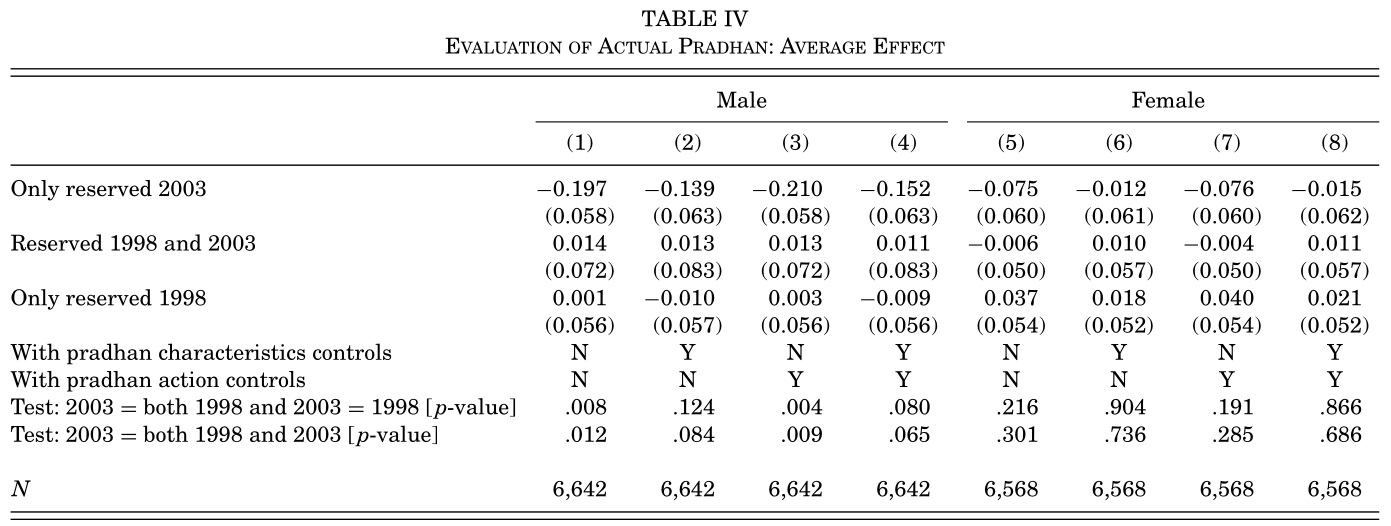 TABLE IV
EVALUATION OF ACTUAL PRADHAN: AVERAGE EFFECT
Male Female
(1) (2) (3) (4) (5) (6) (7) (8)
Only reserved 2003 −0.197 −0.139 −0.210 −0.152 −0.075 −0.012 −0.076 −0.015
(0.058) (0.063) (0.058) (0.063) (0.060) (0.061) (0.060) (0.062)
Reserved 1998 and 2003 0.014 0.013 0.013 0.011 −0.006 0.010 −0.004 0.011
(0.072) (0.083) (0.072) (0.083) (0.050) (0.057) (0.050) (0.057)
Only reserved 1998 0.001 −0.010 0.003 −0.009 0.037 0.018 0.040 0.021
(0.056) (0.057) (0.056) (0.056) (0.054) (0.052) (0.054) (0.052)
With pradhan characteristics controls N Y N Y N Y N Y
With pradhan action controls N N Y Y N N Y Y
Test: 2003 = both 1998 and 2003 = 1998 [p-value] .008 .124 .004 .080 .216 .904 .191 .866
Test: 2003 = both 1998 and 2003 [p-value] .012 .084 .009 .065 .301 .736 .285 .686
N 6,642 6,642 6,642 6,642 6,568 6,568 6,568 6,568